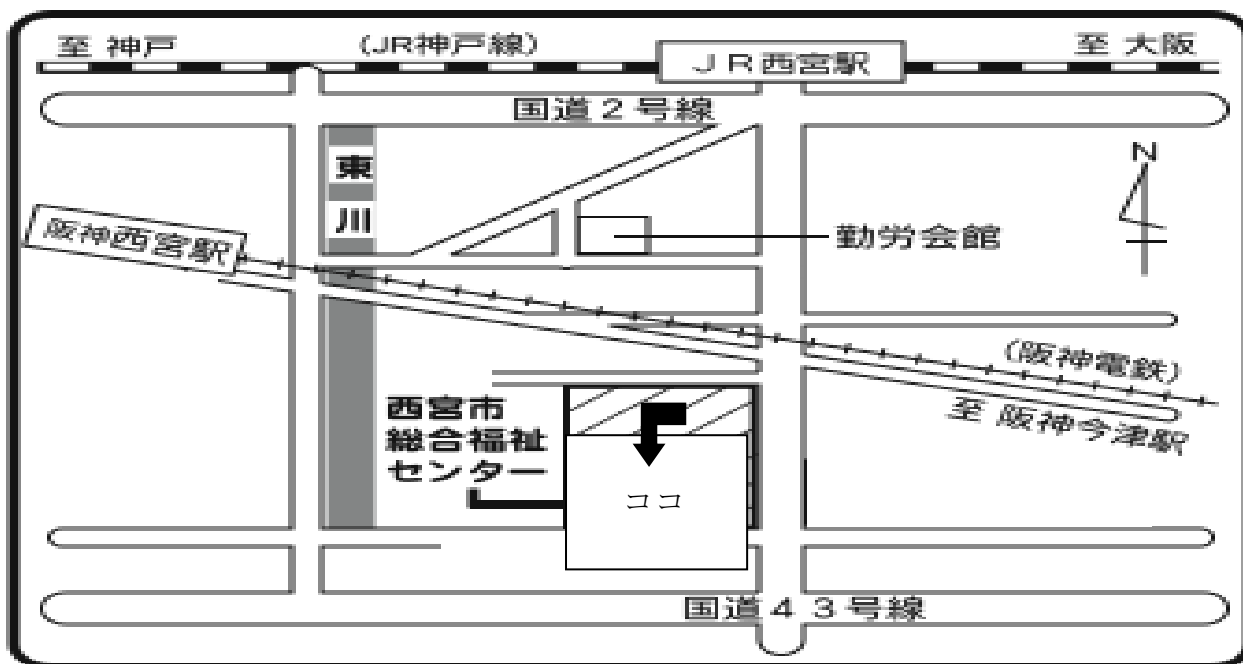 至 神戸
(JR神戸線)
至 大阪
JR西宮駅
国道2号線
東川
N
阪神西宮駅
勤労会館
(阪神電鉄)
至 阪神今津駅
西宮市
総合福祉
センター
ココ
国道43号線